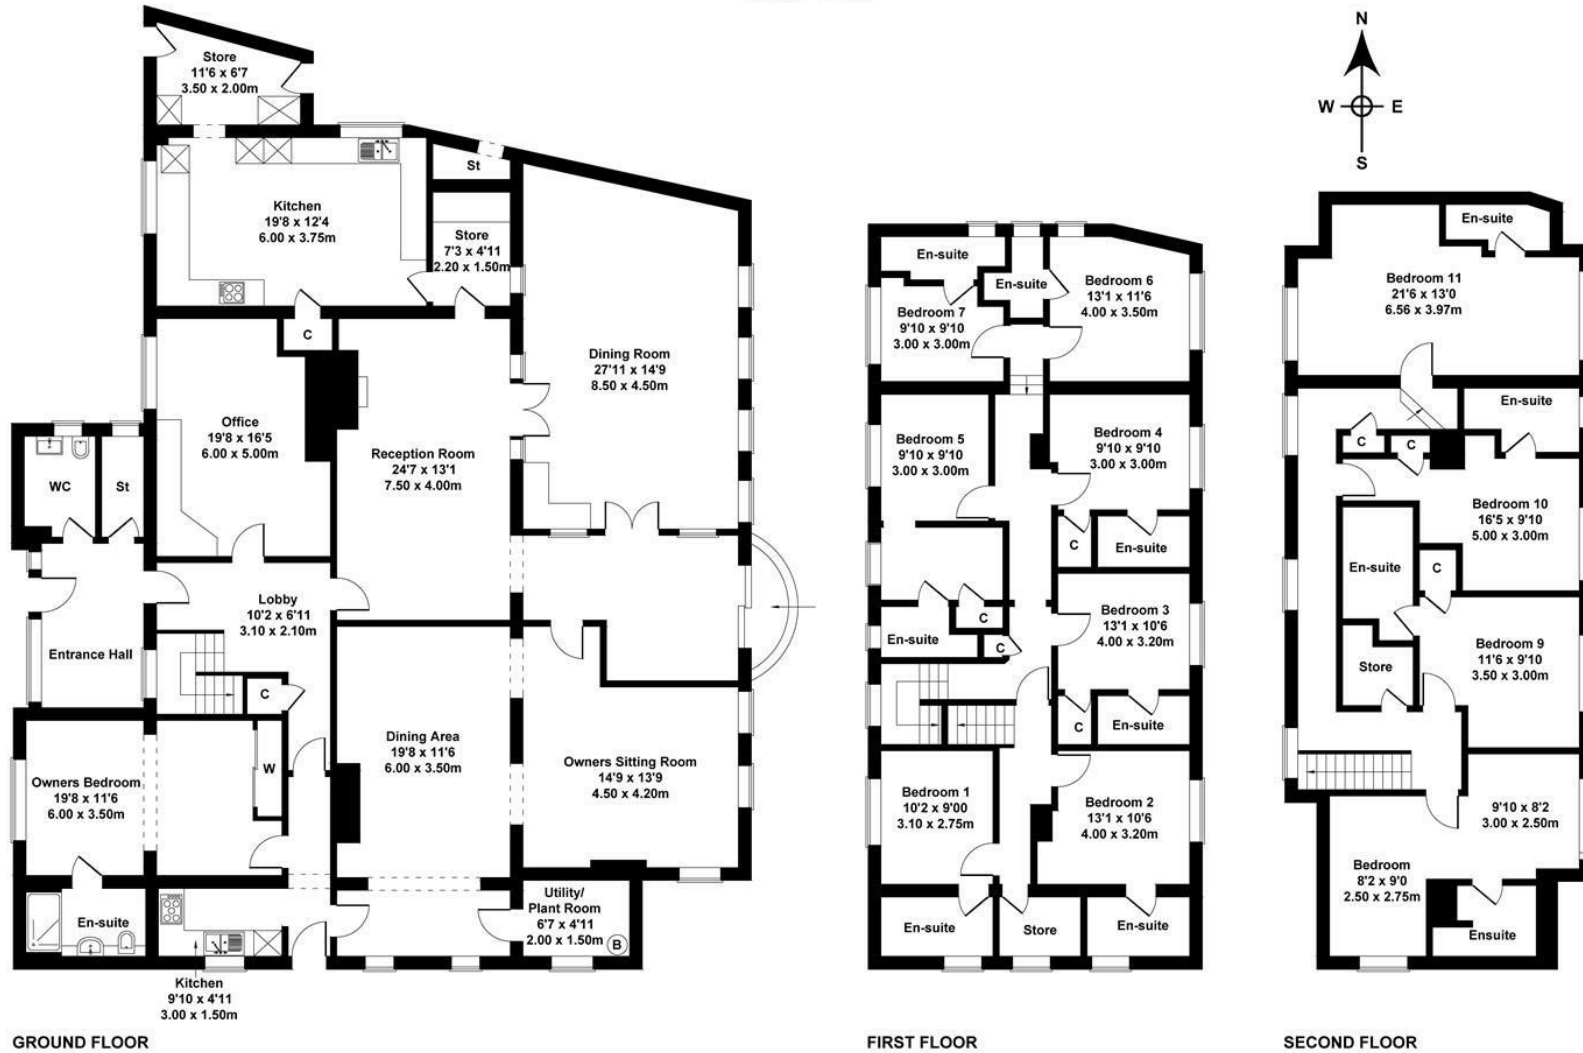 Store
11'6 x 6'7
3.50 x 2.00m
St
Kitchen
19'8 x 12'4
6.00 x 3.75m
Store
7'3 x 4'11
2.20 x 1.50m
C
Dining Room
27'11 x 14'9
8.50 x 4.50m
Office
19'8 x 16'5
6.00 x 5.00m
Reception Room
24'7 x 13'1
7.50 x 4.00m
WC
St
Lobby
10'2 x 6'11
3.10 x 2.10m
Entrance Hall
C
Dining Area
19'8 x 11'6
6.00 x 3.50m
Owners Sitting Room
14'9 x 13'9
4.50 x 4.20m
W
Owners Bedroom
19'8 x 11'6
6.00 x 3.50m
En-suite
Utility/
Plant Room
6'7 x 4'11
2.00 x 1.50m
B
Kitchen
9'10 x 4'11
3.00 x 1.50m
GROUND FLOOR
En-suite
En-suite
Bedroom 6
13'1 x 11'6
4.00 x 3.50m
Bedroom 7
9'10 x 9'10
3.00 x 3.00m
Bedroom 5
9'10 x 9'10
3.00 x 3.00m
Bedroom 4
9'10 x 9'10
3.00 x 3.00m
C
En-suite
Bedroom 3
13'1 x 10'6
4.00 x 3.20m
C
En-suite
C
C
En-suite
Bedroom 1
10'2 x 9'00
3.10 x 2.75m
Bedroom 2
13'1 x 10'6
4.00 x 3.20m
En-suite
Store
En-suite
FIRST FLOOR
N
W
E
S
En-suite
Bedroom 11
21'6 x 13'0
6.56 x 3.97m
En-suite
C
C
Bedroom 10
16'5 x 9'10
5.00 x 3.00m
En-suite
C
Bedroom 9
11'6 x 9'10
3.50 x 3.00m
Store
9'10 x 8'2
3.00 x 2.50m
Bedroom
8'2 x 9'0
2.50 x 2.75m
Ensuite
SECOND FLOOR